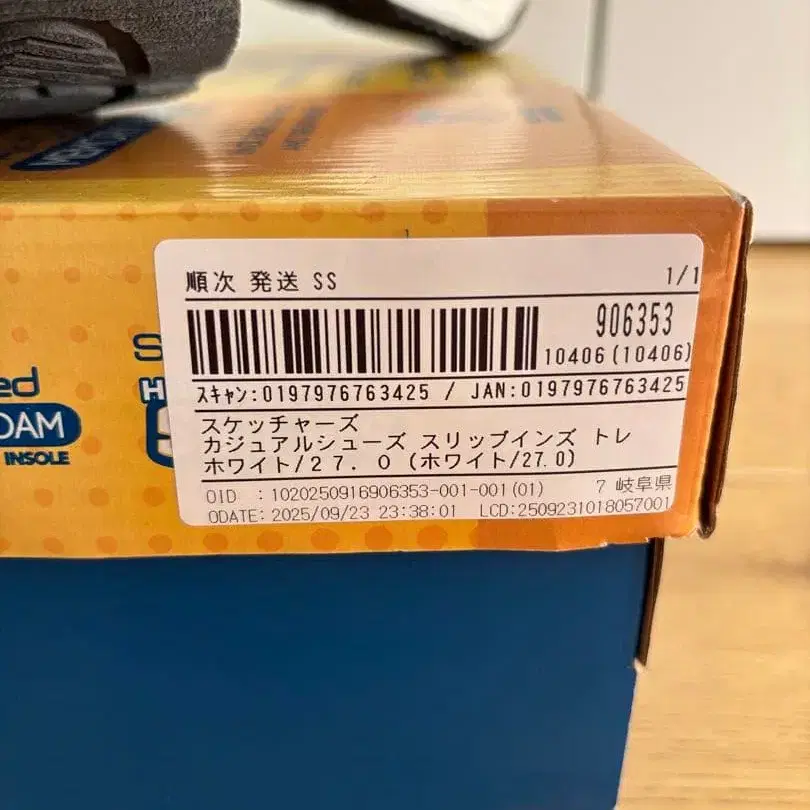 順次 発送 SS 1/1
906353
10406(10406)
スキャン:0197976763425 / JAN:0197976763425
スケッチャーズ
カジュアルシューズ スリップインズ トレ
ホワイト/27.0 (ホワイト/27.0)
OID :1020250916906353-001-001(01) 7 岐阜県
ODATE:2025/09/23 23:38:01 LCD:2509231018057001
INSOLE